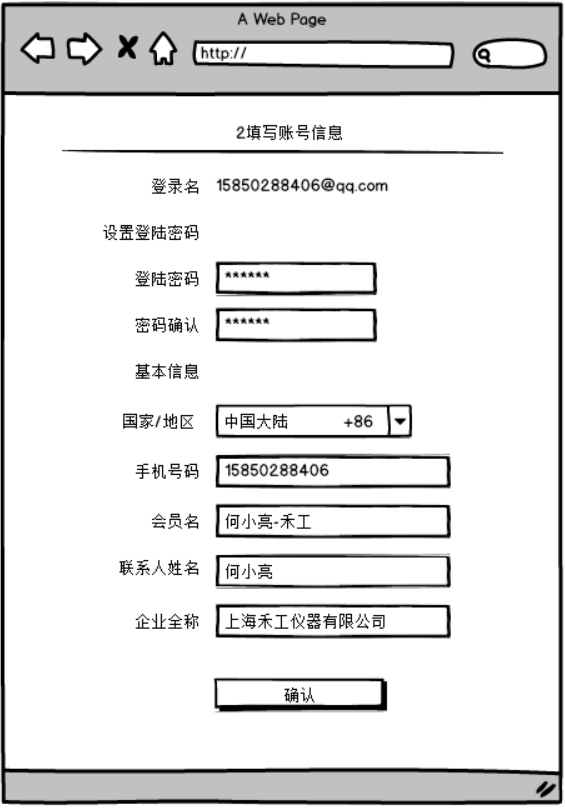 A Web Page
http://
2填写账号信息
登录名 15850288406@qq.com
设置登陆密码
登陆密码 ******
密码确认 ******
基本信息
国家/地区 中国大陆 +86
手机号码 15850288406
会员名 何小亮-禾工
联系人姓名 何小亮
企业全称 上海禾工仪器有限公司
确认